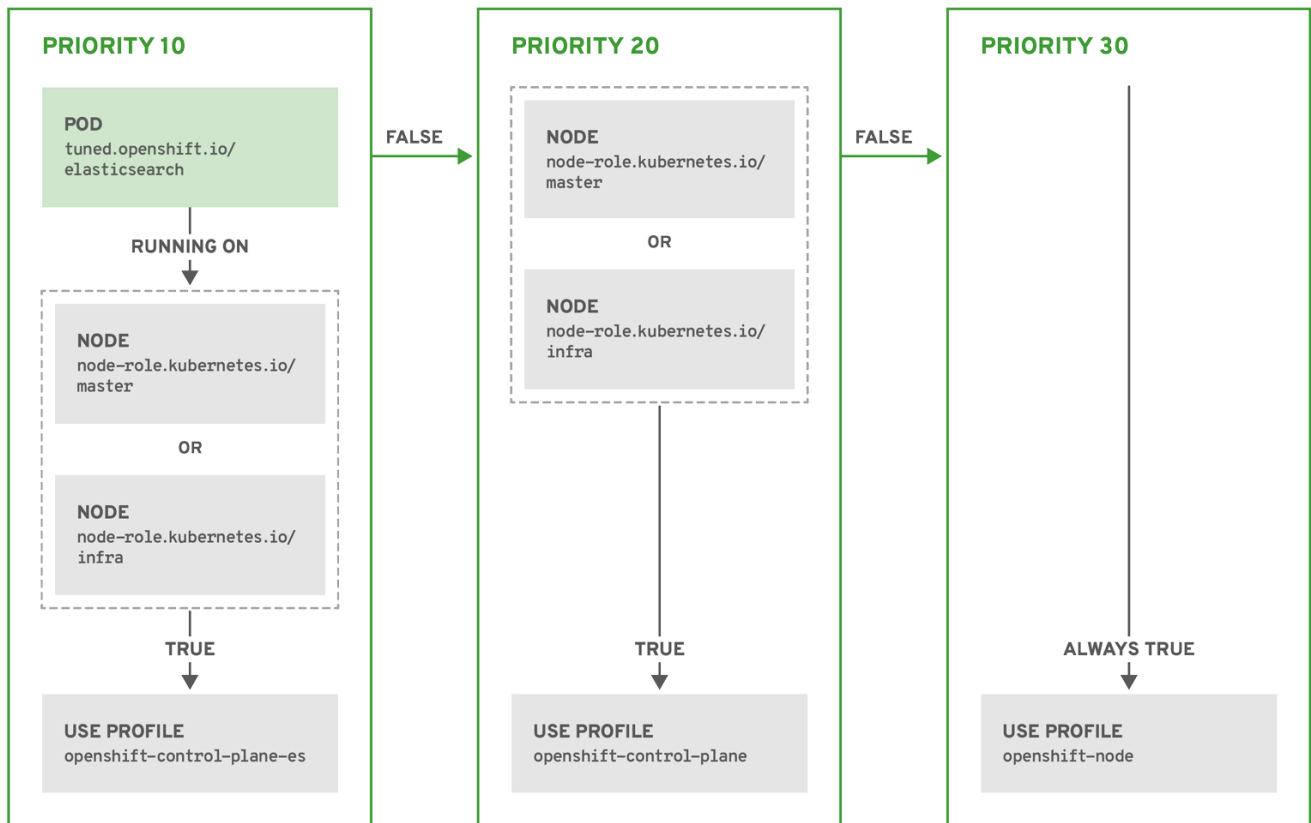 PRIORITY 10
POD
tuned.openshift.io/
elasticsearch
RUNNING ON
NODE
node-role.kubernetes.io/
master
OR
NODE
node-role.kubernetes.io/
infra
TRUE
USE PROFILE
openshift-control-plane-es
FALSE
PRIORITY 20
NODE
node-role.kubernetes.io/
master
OR
NODE
node-role.kubernetes.io/
infra
TRUE
USE PROFILE
openshift-control-plane
FALSE
PRIORITY 30
ALWAYS TRUE
USE PROFILE
openshift-node